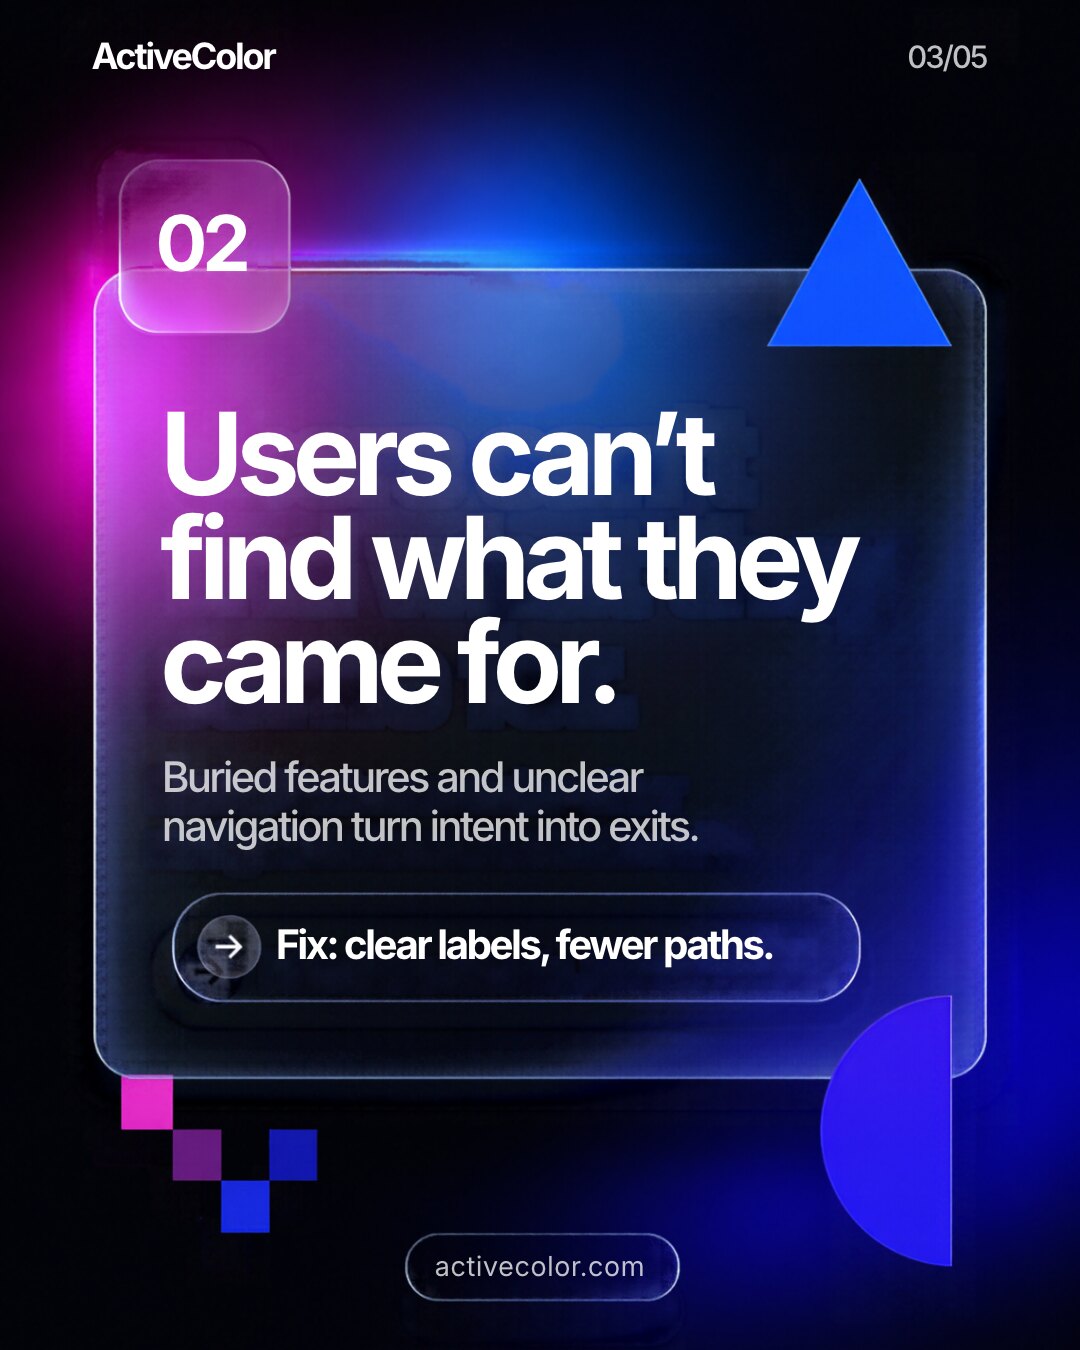 ActiveColor
03/05
02
Users can’t
find what they
came for.
Buried features and unclear
navigation turn intent into exits.
Fix: clear labels, fewer paths.
activecolor.com